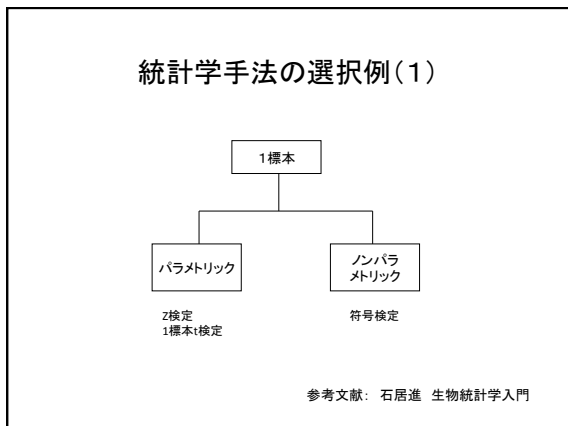 統計学手法の選択例(1)
1標本
パラメトリック
ノンパラ
メトリック
Z検定
1標本t検定
符号検定
参考文献: 石居進 生物統計学入門